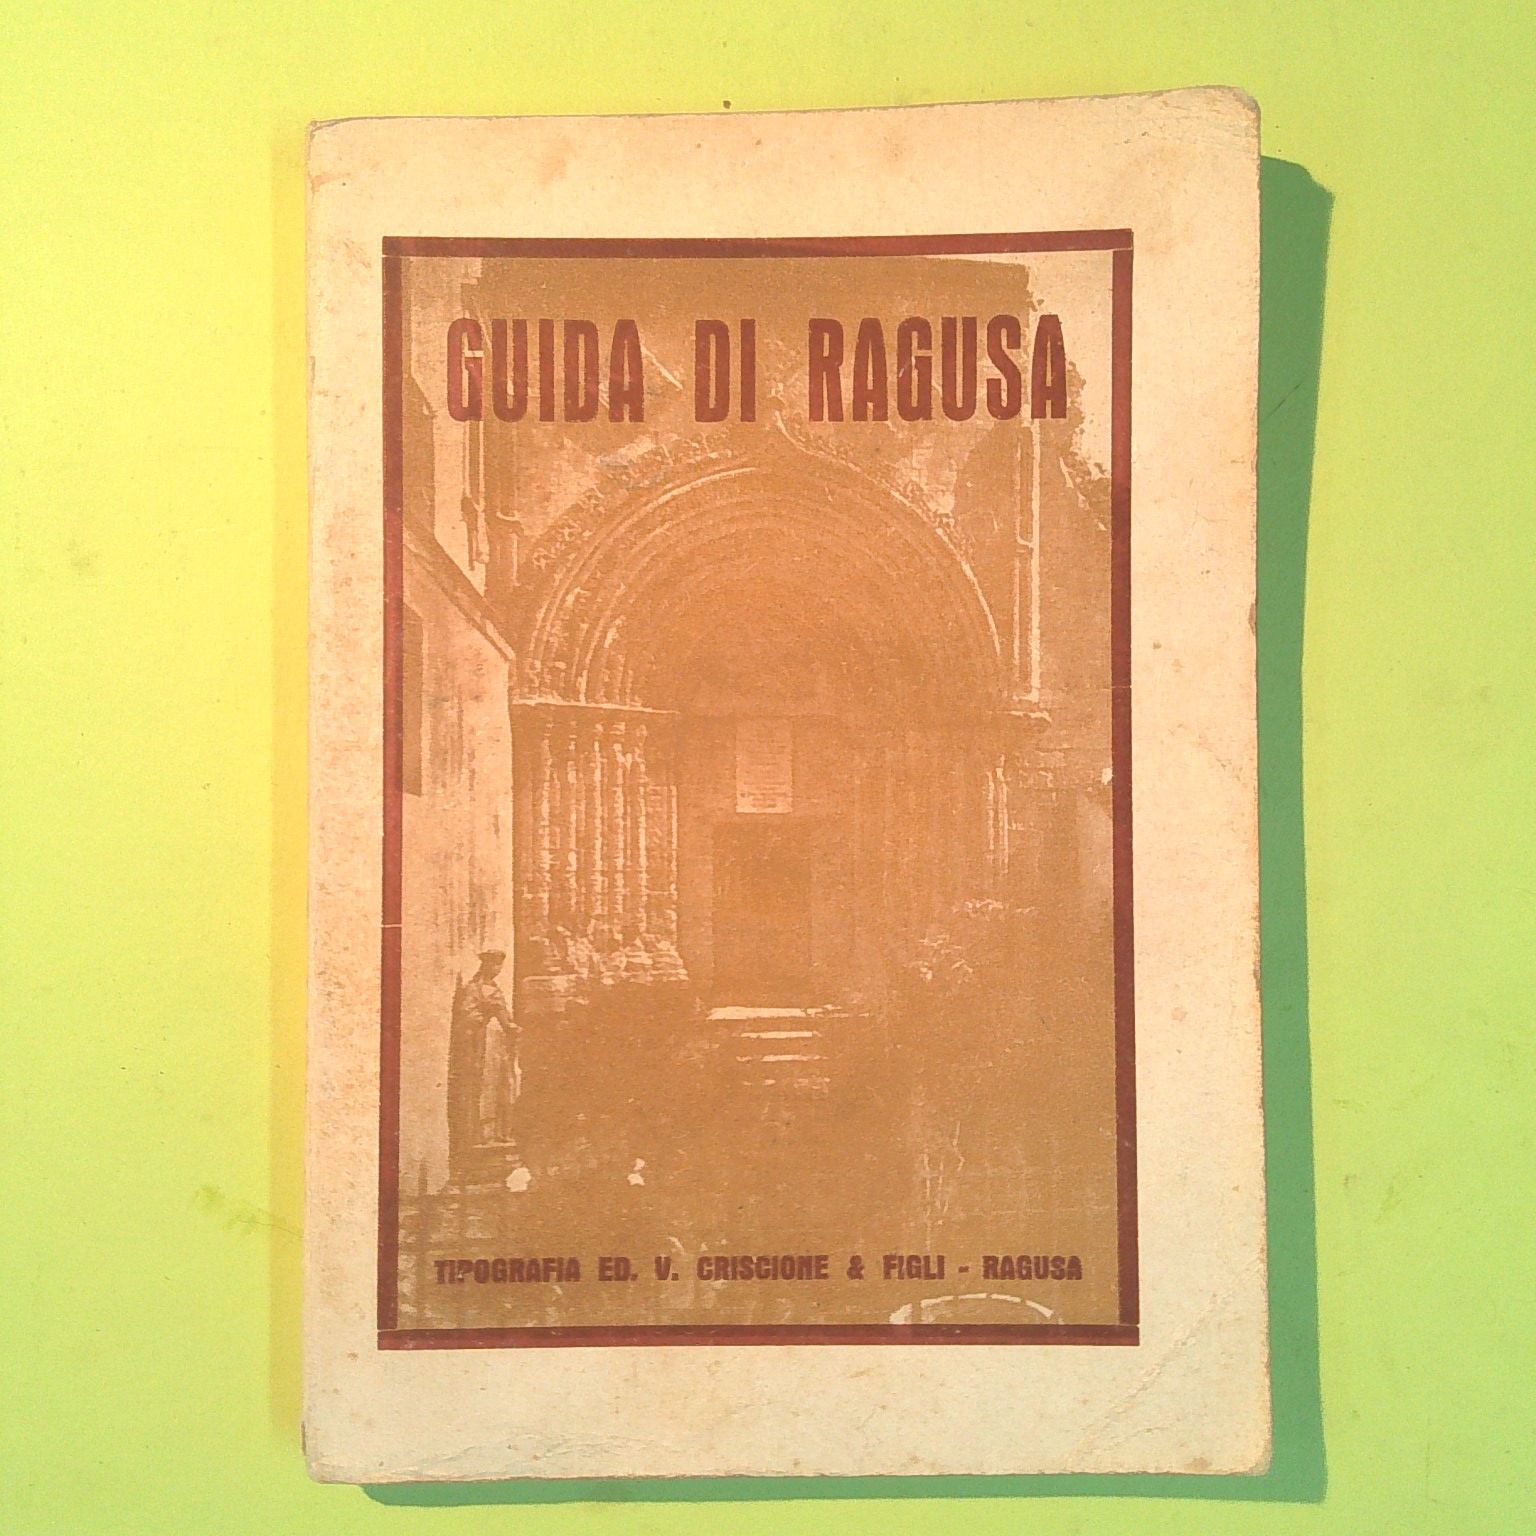 GUIDA DI RAGUSA
TIPOGRAFIA ED. V. CRISCIONE & FIGLI - RAGUSA